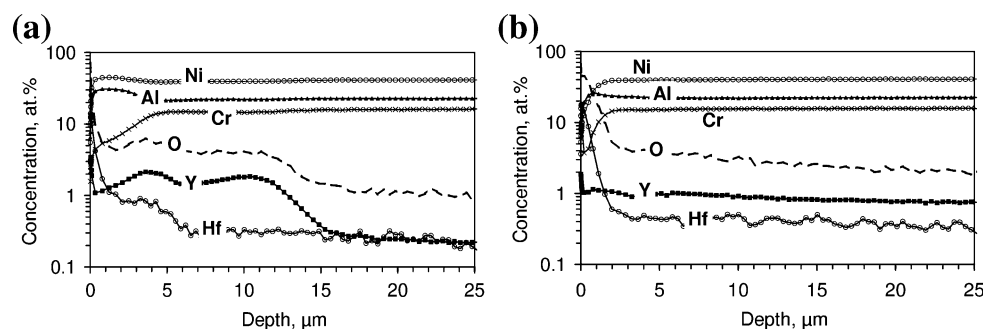 (a)
Concentration, at.%
100
10
1
0.1
Ni
Al
Cr
O
Y
Hf
0 5 10 15 20 25
Depth, µm
(b)
Concentration, at.%
100
10
1
0.1
Ni
Al
Cr
O
Y
Hf
0 5 10 15 20 25
Depth, µm